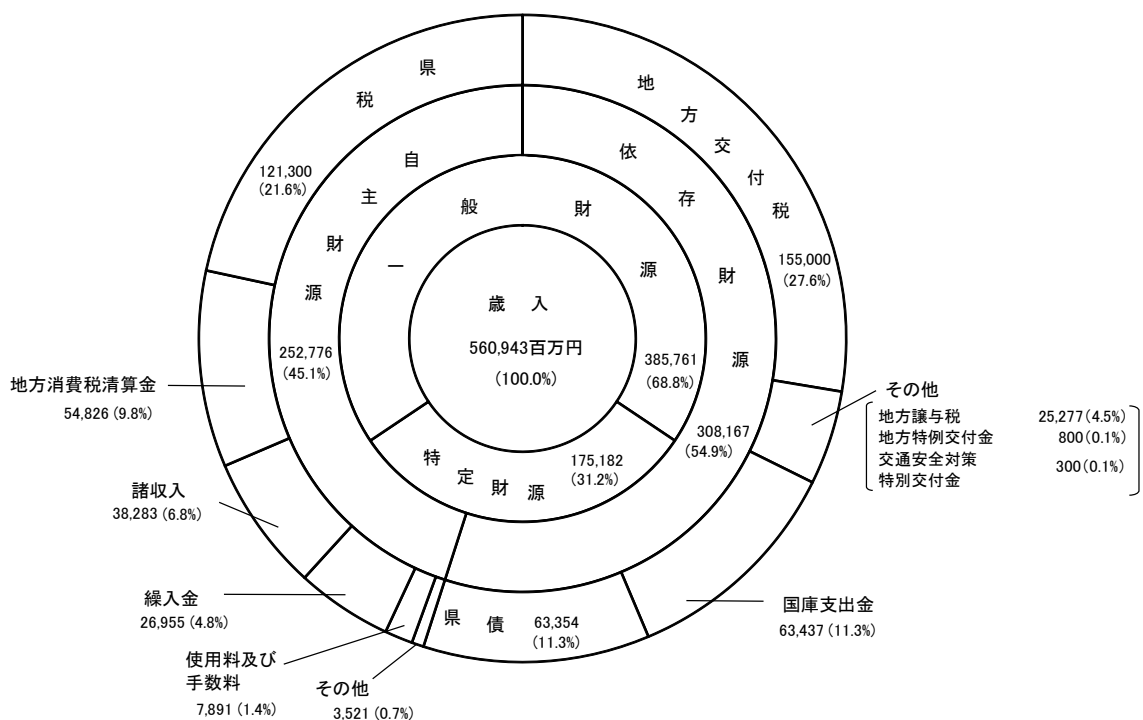 歳 入
560,943百万円
(100.0%)
一般財源
385,761
(68.8%)
特定財源
175,182
(31.2%)
自主財源
252,776
(45.1%)
依存財源
308,167
(54.9%)
県税
121,300
(21.6%)
地方交付税
155,000
(27.6%)
その他
地方譲与税 25,277(4.5%)
地方特例交付金 800(0.1%)
交通安全対策
特別交付金 300(0.1%)
国庫支出金
63,437(11.3%)
県債 63,354
(11.3%)
その他
3,521 (0.7%)
使用料及び
手数料
7,891 (1.4%)
繰入金
26,955 (4.8%)
諸収入
38,283 (6.8%)
地方消費税清算金
54,826 (9.8%)